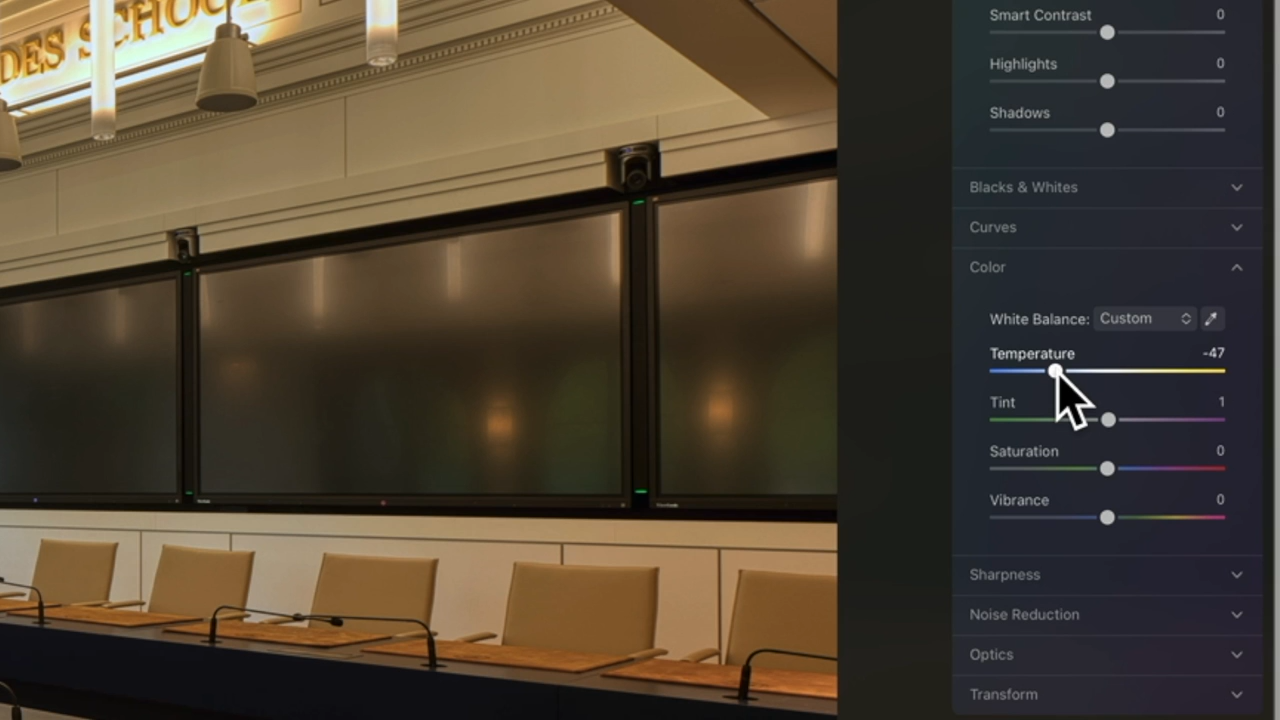 DES SCHOOL
Smart Contrast 0
Highlights 0
Shadows 0
Blacks & Whites
Curves
Color
White Balance: Custom
Temperature -47
Tint 1
Saturation 0
Vibrance 0
Sharpness
Noise Reduction
Optics
Transform